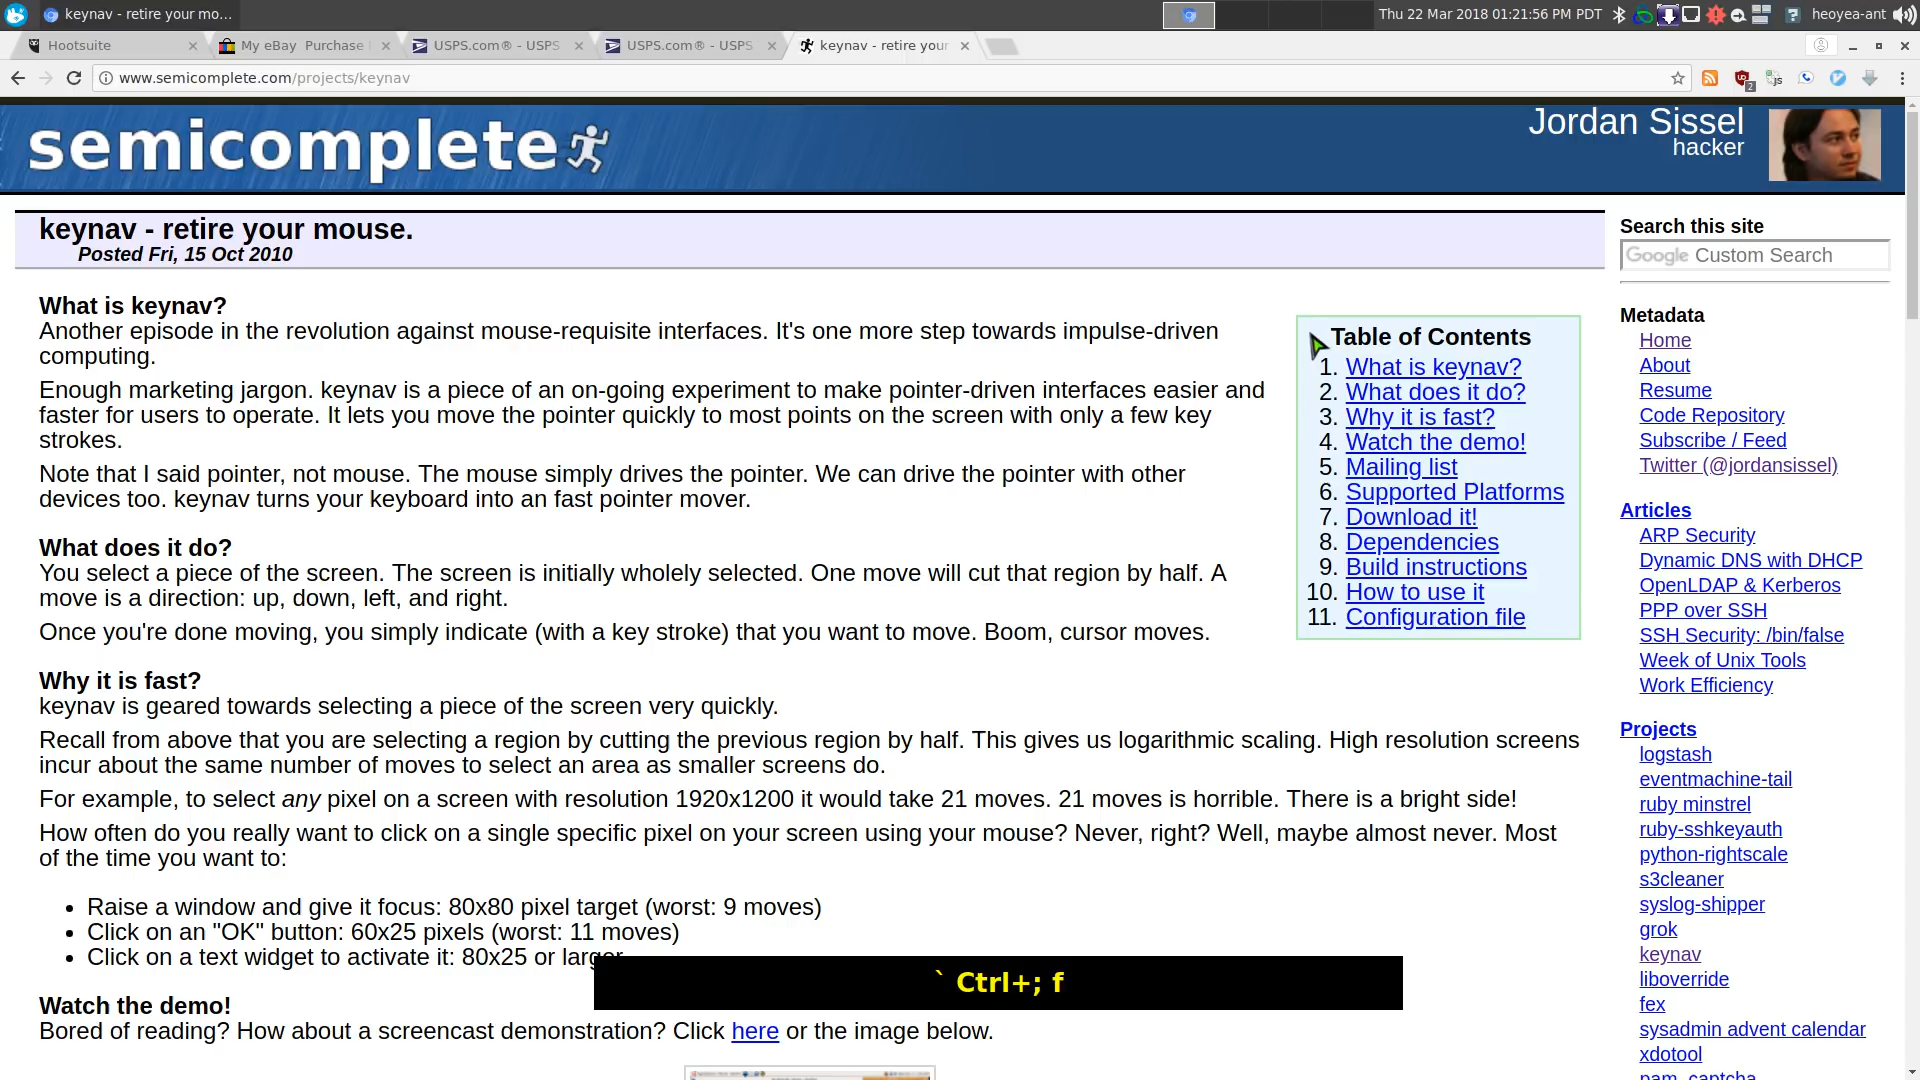 keynav - retire your mo...
Thu 22 Mar 2018 01:21:56 PM PDT
heoyea-ant
Hootsuite
My eBay Purchase
USPS.com® - USPS
USPS.com® - USPS
keynav - retire your
www.semicomplete.com/projects/keynav
2
js
semicomplete
Jordan Sissel
hacker
keynav - retire your mouse.
Posted Fri, 15 Oct 2010
What is keynav?
Another episode in the revolution against mouse-requisite interfaces. It's one more step towards impulse-driven
computing.
Enough marketing jargon. keynav is a piece of an on-going experiment to make pointer-driven interfaces easier and
faster for users to operate. It lets you move the pointer quickly to most points on the screen with only a few key
strokes.
Note that I said pointer, not mouse. The mouse simply drives the pointer. We can drive the pointer with other
devices too. keynav turns your keyboard into an fast pointer mover.
What does it do?
You select a piece of the screen. The screen is initially wholely selected. One move will cut that region by half. A
move is a direction: up, down, left, and right.
Once you're done moving, you simply indicate (with a key stroke) that you want to move. Boom, cursor moves.
Why it is fast?
keynav is geared towards selecting a piece of the screen very quickly.
Recall from above that you are selecting a region by cutting the previous region by half. This gives us logarithmic scaling. High resolution screens
incur about the same number of moves to select an area as smaller screens do.
For example, to select any pixel on a screen with resolution 1920x1200 it would take 21 moves. 21 moves is horrible. There is a bright side!
How often do you really want to click on a single specific pixel on your screen using your mouse? Never, right? Well, maybe almost never. Most
of the time you want to:
• Raise a window and give it focus: 80x80 pixel target (worst: 9 moves)
• Click on an "OK" button: 60x25 pixels (worst: 11 moves)
• Click on a text widget to activate it: 80x25 or larger
Watch the demo!
Bored of reading? How about a screencast demonstration? Click here or the image below.
` Ctrl+; f
Table of Contents
1. What is keynav?
2. What does it do?
3. Why it is fast?
4. Watch the demo!
5. Mailing list
6. Supported Platforms
7. Download it!
8. Dependencies
9. Build instructions
10. How to use it
11. Configuration file
Search this site
Google Custom Search
Metadata
Home
About
Resume
Code Repository
Subscribe / Feed
Twitter (@jordansissel)
Articles
ARP Security
Dynamic DNS with DHCP
OpenLDAP & Kerberos
PPP over SSH
SSH Security: /bin/false
Week of Unix Tools
Work Efficiency
Projects
logstash
eventmachine-tail
ruby minstrel
ruby-sshkeyauth
python-rightscale
s3cleaner
syslog-shipper
grok
keynav
liboverride
fex
sysadmin advent calendar
xdotool
pam_captcha